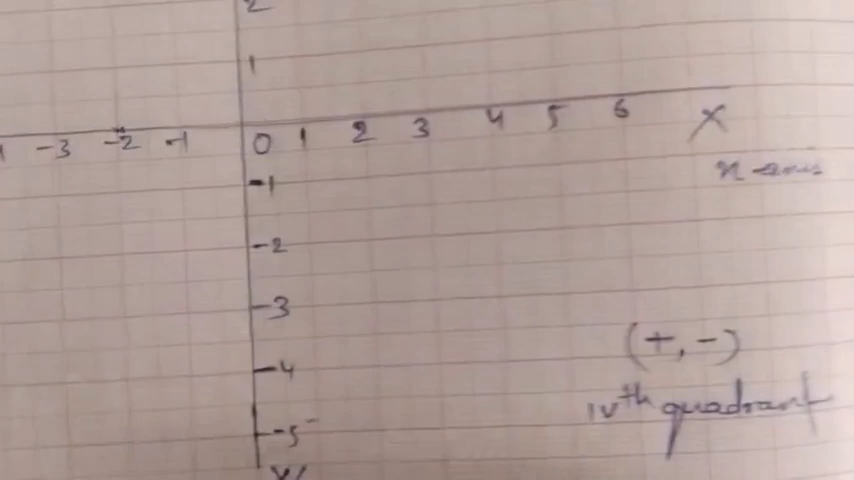 2
1
-3 -2 -1 0 1 2 3 4 5 6 X
x-axis
-1
-2
-3
-4
-5
(+,-)
IVth quadrant